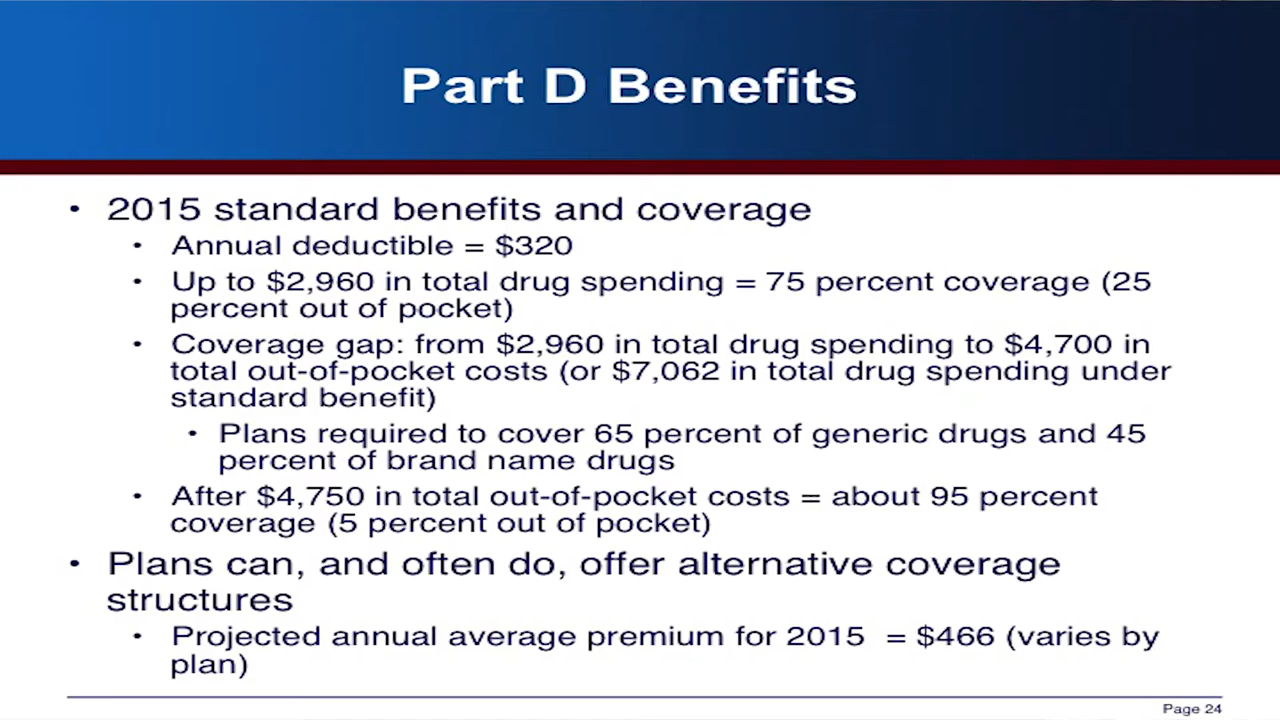 Part D Benefits
• 2015 standard benefits and coverage
• Annual deductible = $320
• Up to $2,960 in total drug spending = 75 percent coverage (25
percent out of pocket)
• Coverage gap: from $2,960 in total drug spending to $4,700 in
total out-of-pocket costs (or $7,062 in total drug spending under
standard benefit)
• Plans required to cover 65 percent of generic drugs and 45
percent of brand name drugs
• After $4,750 in total out-of-pocket costs = about 95 percent
coverage (5 percent out of pocket)
• Plans can, and often do, offer alternative coverage
structures
• Projected annual average premium for 2015 = $466 (varies by
plan)
Page 24